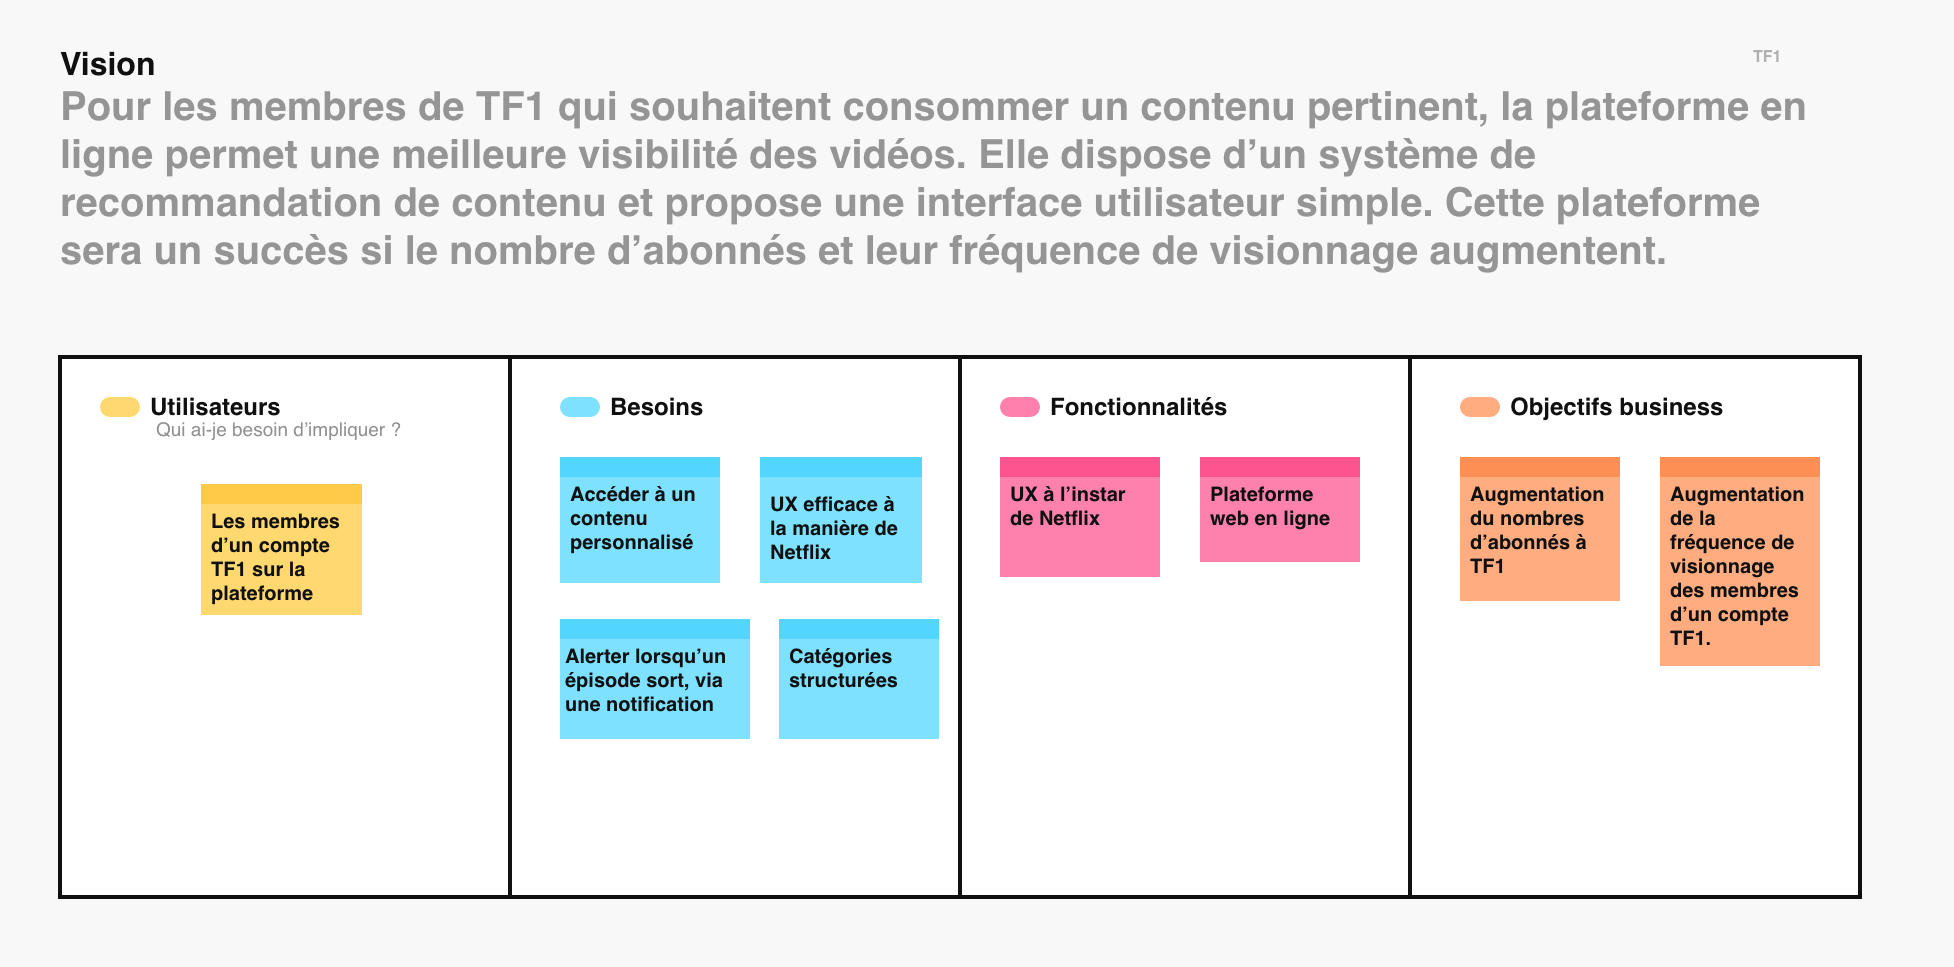 Vision
TF1
Pour les membres de TF1 qui souhaitent consommer un contenu pertinent, la plateforme en
ligne permet une meilleure visibilité des vidéos. Elle dispose d’un système de
recommandation de contenu et propose une interface utilisateur simple. Cette plateforme
sera un succès si le nombre d’abonnés et leur fréquence de visionnage augmentent.
Utilisateurs
Qui ai-je besoin d’impliquer ?
Les membres
d’un compte
TF1 sur la
plateforme
Besoins
Accéder à un
contenu
personnalisé
UX efficace à
la manière de
Netflix
Alerter lorsqu’un
épisode sort, via
une notification
Catégories
structurées
Fonctionnalités
UX à l’instar
de Netflix
Plateforme
web en ligne
Objectifs business
Augmentation
du nombres
d’abonnés à
TF1
Augmentation
de la
fréquence de
visionnage
des membres
d’un compte
TF1.